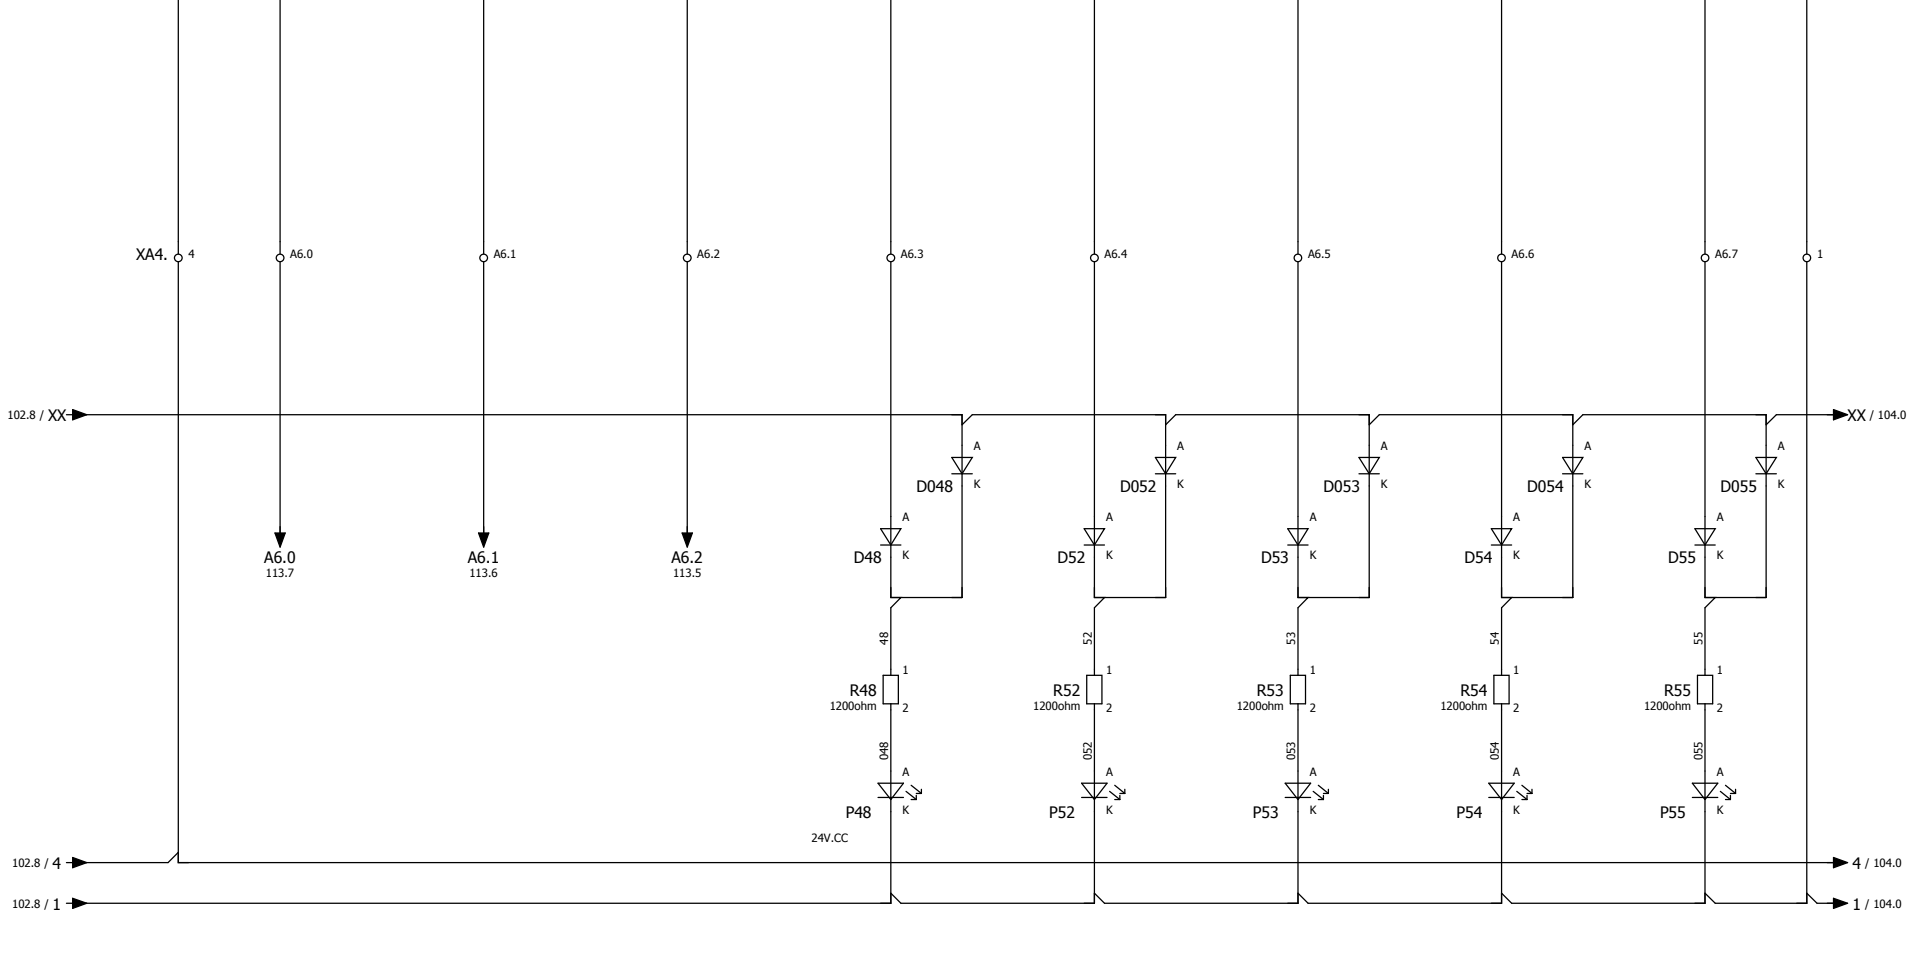 XA4. 4 A6.0 A6.1 A6.2 A6.3 A6.4 A6.5 A6.6 A6.7 1
102.8 / XX XX / 104.0
A A A A A
D048 K D052 K D053 K D054 K D055 K
A A A A A
A6.0 A6.1 A6.2 D48 K D52 K D53 K D54 K D55 K
113.7 113.6 113.5
48 52 53 54 55
1 1 1 1 1
R48 R52 R53 R54 R55
1200ohm 2 1200ohm 2 1200ohm 2 1200ohm 2 1200ohm 2
048 052 053 054 055
A A A A A
P48 K P52 K P53 K P54 K P55 K
24V.CC
102.8 / 4 4 / 104.0
102.8 / 1 1 / 104.0